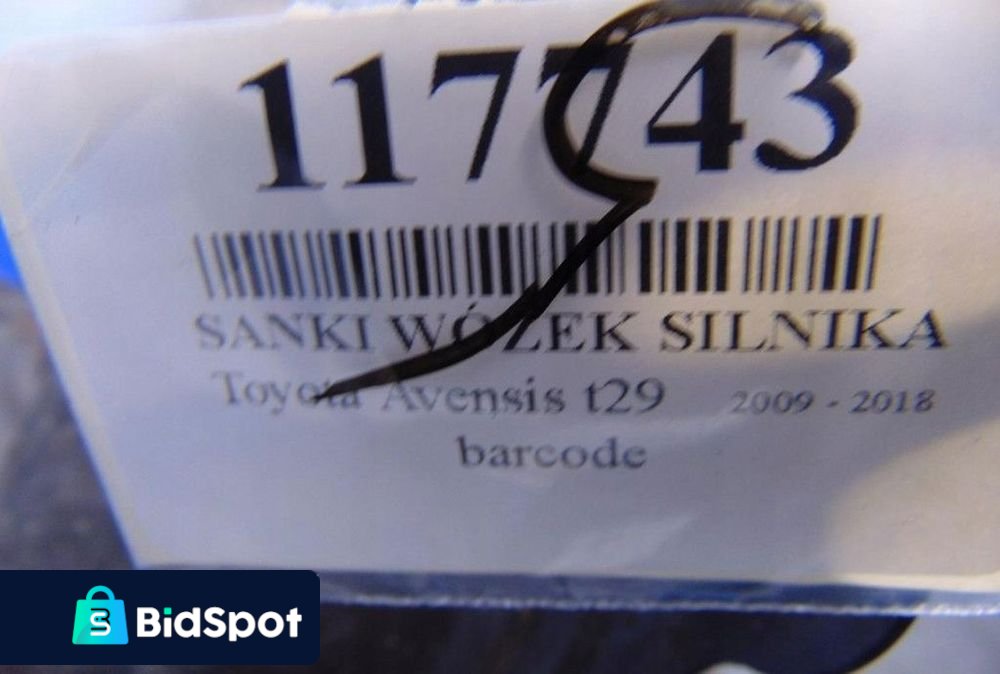 117743
SANKI WÓZEK SILNIKA
Toyota Avensis t29 2009 - 2018
barcode
BidSpot